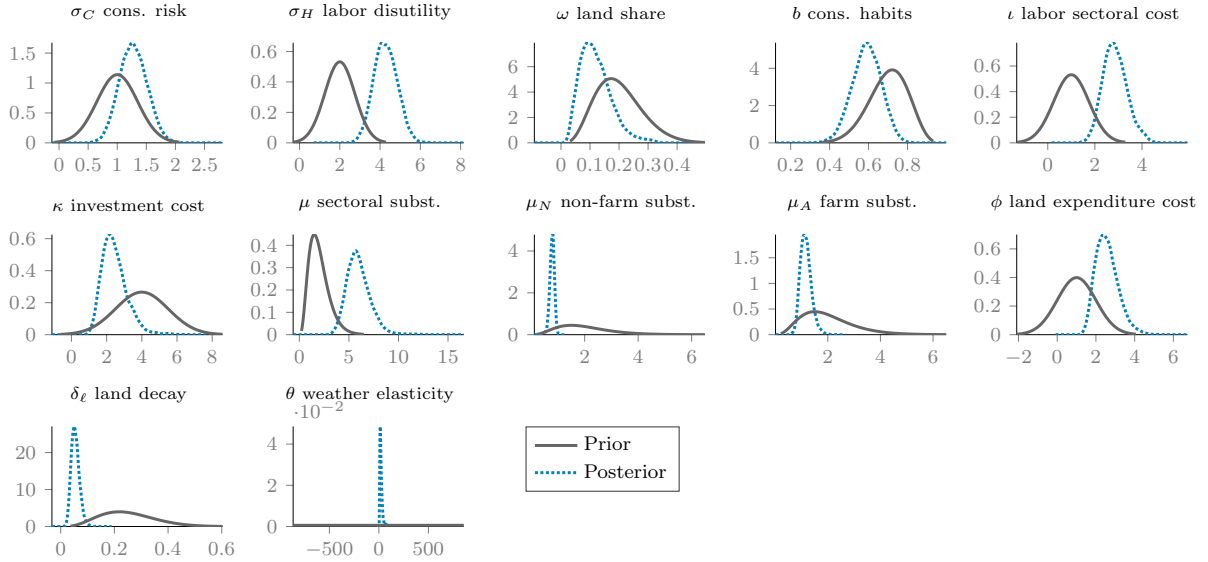 σ_C cons. risk
σ_H labor disutility
ω land share
b cons. habits
ι labor sectoral cost
1.5
1
0.5
0
0 0.5 1 1.5 2 2.5
0.6
0.4
0.2
0
0 2 4 6 8
6
4
2
0
0 0.1 0.2 0.3 0.4
4
2
0
0.2 0.4 0.6 0.8
0.6
0.4
0.2
0
0 2 4
κ investment cost
μ sectoral subst.
μ_N non-farm subst.
μ_A farm subst.
ϕ land expenditure cost
0.6
0.4
0.2
0
0 2 4 6 8
0.4
0.3
0.2
0.1
0
0 5 10 15
4
2
0
2 4 6
1.5
1
0.5
0
2 4 6
0.6
0.4
0.2
0
−2 0 2 4 6
δ_ℓ land decay
θ weather elasticity
20
10
0
0 0.2 0.4 0.6
·10⁻²
4
2
0
−500 0 500
Prior
Posterior